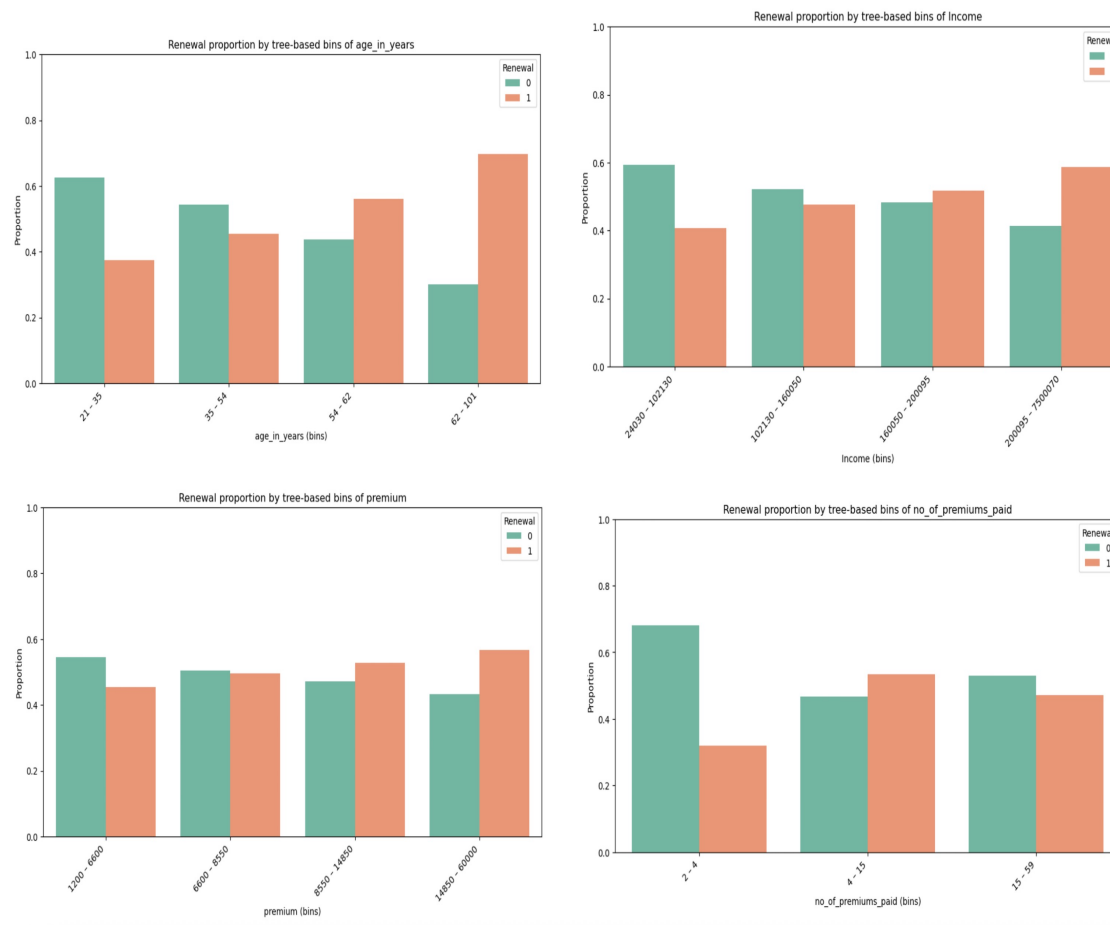 Renewal proportion by tree-based bins of age_in_years
1.0
0.8
0.6
0.4
0.2
0.0
Proportion
Renewal
0
1
21 – 35
35 – 54
54 – 62
62 – 101
age_in_years (bins)
Renewal proportion by tree-based bins of Income
1.0
0.8
0.6
0.4
0.2
0.0
Proportion
Renew
24030 – 102130
102130 – 160050
160050 – 200095
200095 – 7500070
Income (bins)
Renewal proportion by tree-based bins of premium
1.0
0.8
0.6
0.4
0.2
0.0
Proportion
Renewal
0
1
1200 – 6600
6600 – 8550
8550 – 14850
14850 – 60000
premium (bins)
Renewal proportion by tree-based bins of no_of_premiums_paid
1.0
0.8
0.6
0.4
0.2
0.0
Proportion
Renewa
0
1
2 – 4
4 – 15
15 – 59
no_of_premiums_paid (bins)